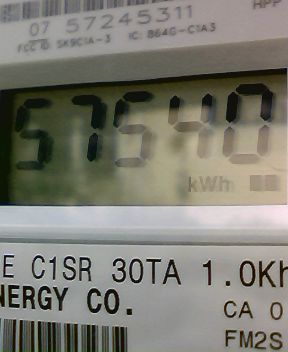 HPP
07 57245311
FCC ID: SK9C1A-3 IC: 864G-C1A3
57540
kWh
E C1SR 30TA 1.0Kh
NERGY CO.
CA 0
FM2S